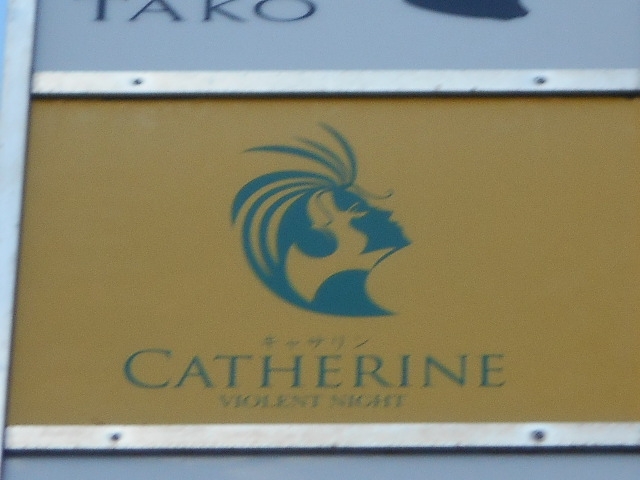 TAKO
キャサリン
CATHERINE
VIOLENT NIGHT